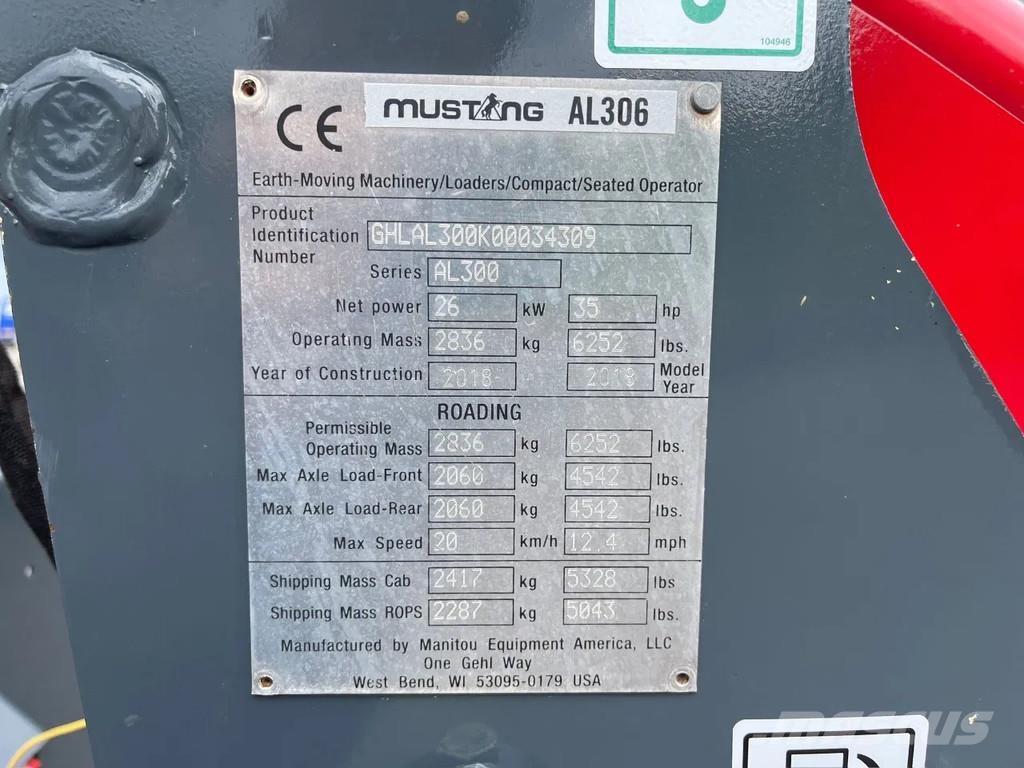 104946
CE MUSTANG AL306
Earth-Moving Machinery/Loaders/Compact/Seated Operator
Product
Identification GHLAL300K00034309
Number
Series AL300
Net power 26 kW 35 hp
Operating Mass 2836 kg 6252 lbs.
Year of Construction 2018 2018 Model
Year
ROADING
Permissible
Operating Mass 2836 kg 6252 lbs.
Max Axle Load-Front 2060 kg 4542 lbs.
Max Axle Load-Rear 2060 kg 4542 lbs.
Max Speed 20 km/h 12.4 mph
Shipping Mass Cab 2417 kg 5328 lbs
Shipping Mass ROPS 2287 kg 5043 lbs.
Manufactured by Manitou Equipment America, LLC
One Gehl Way
West Bend, WI 53095-0179 USA
MASCUS